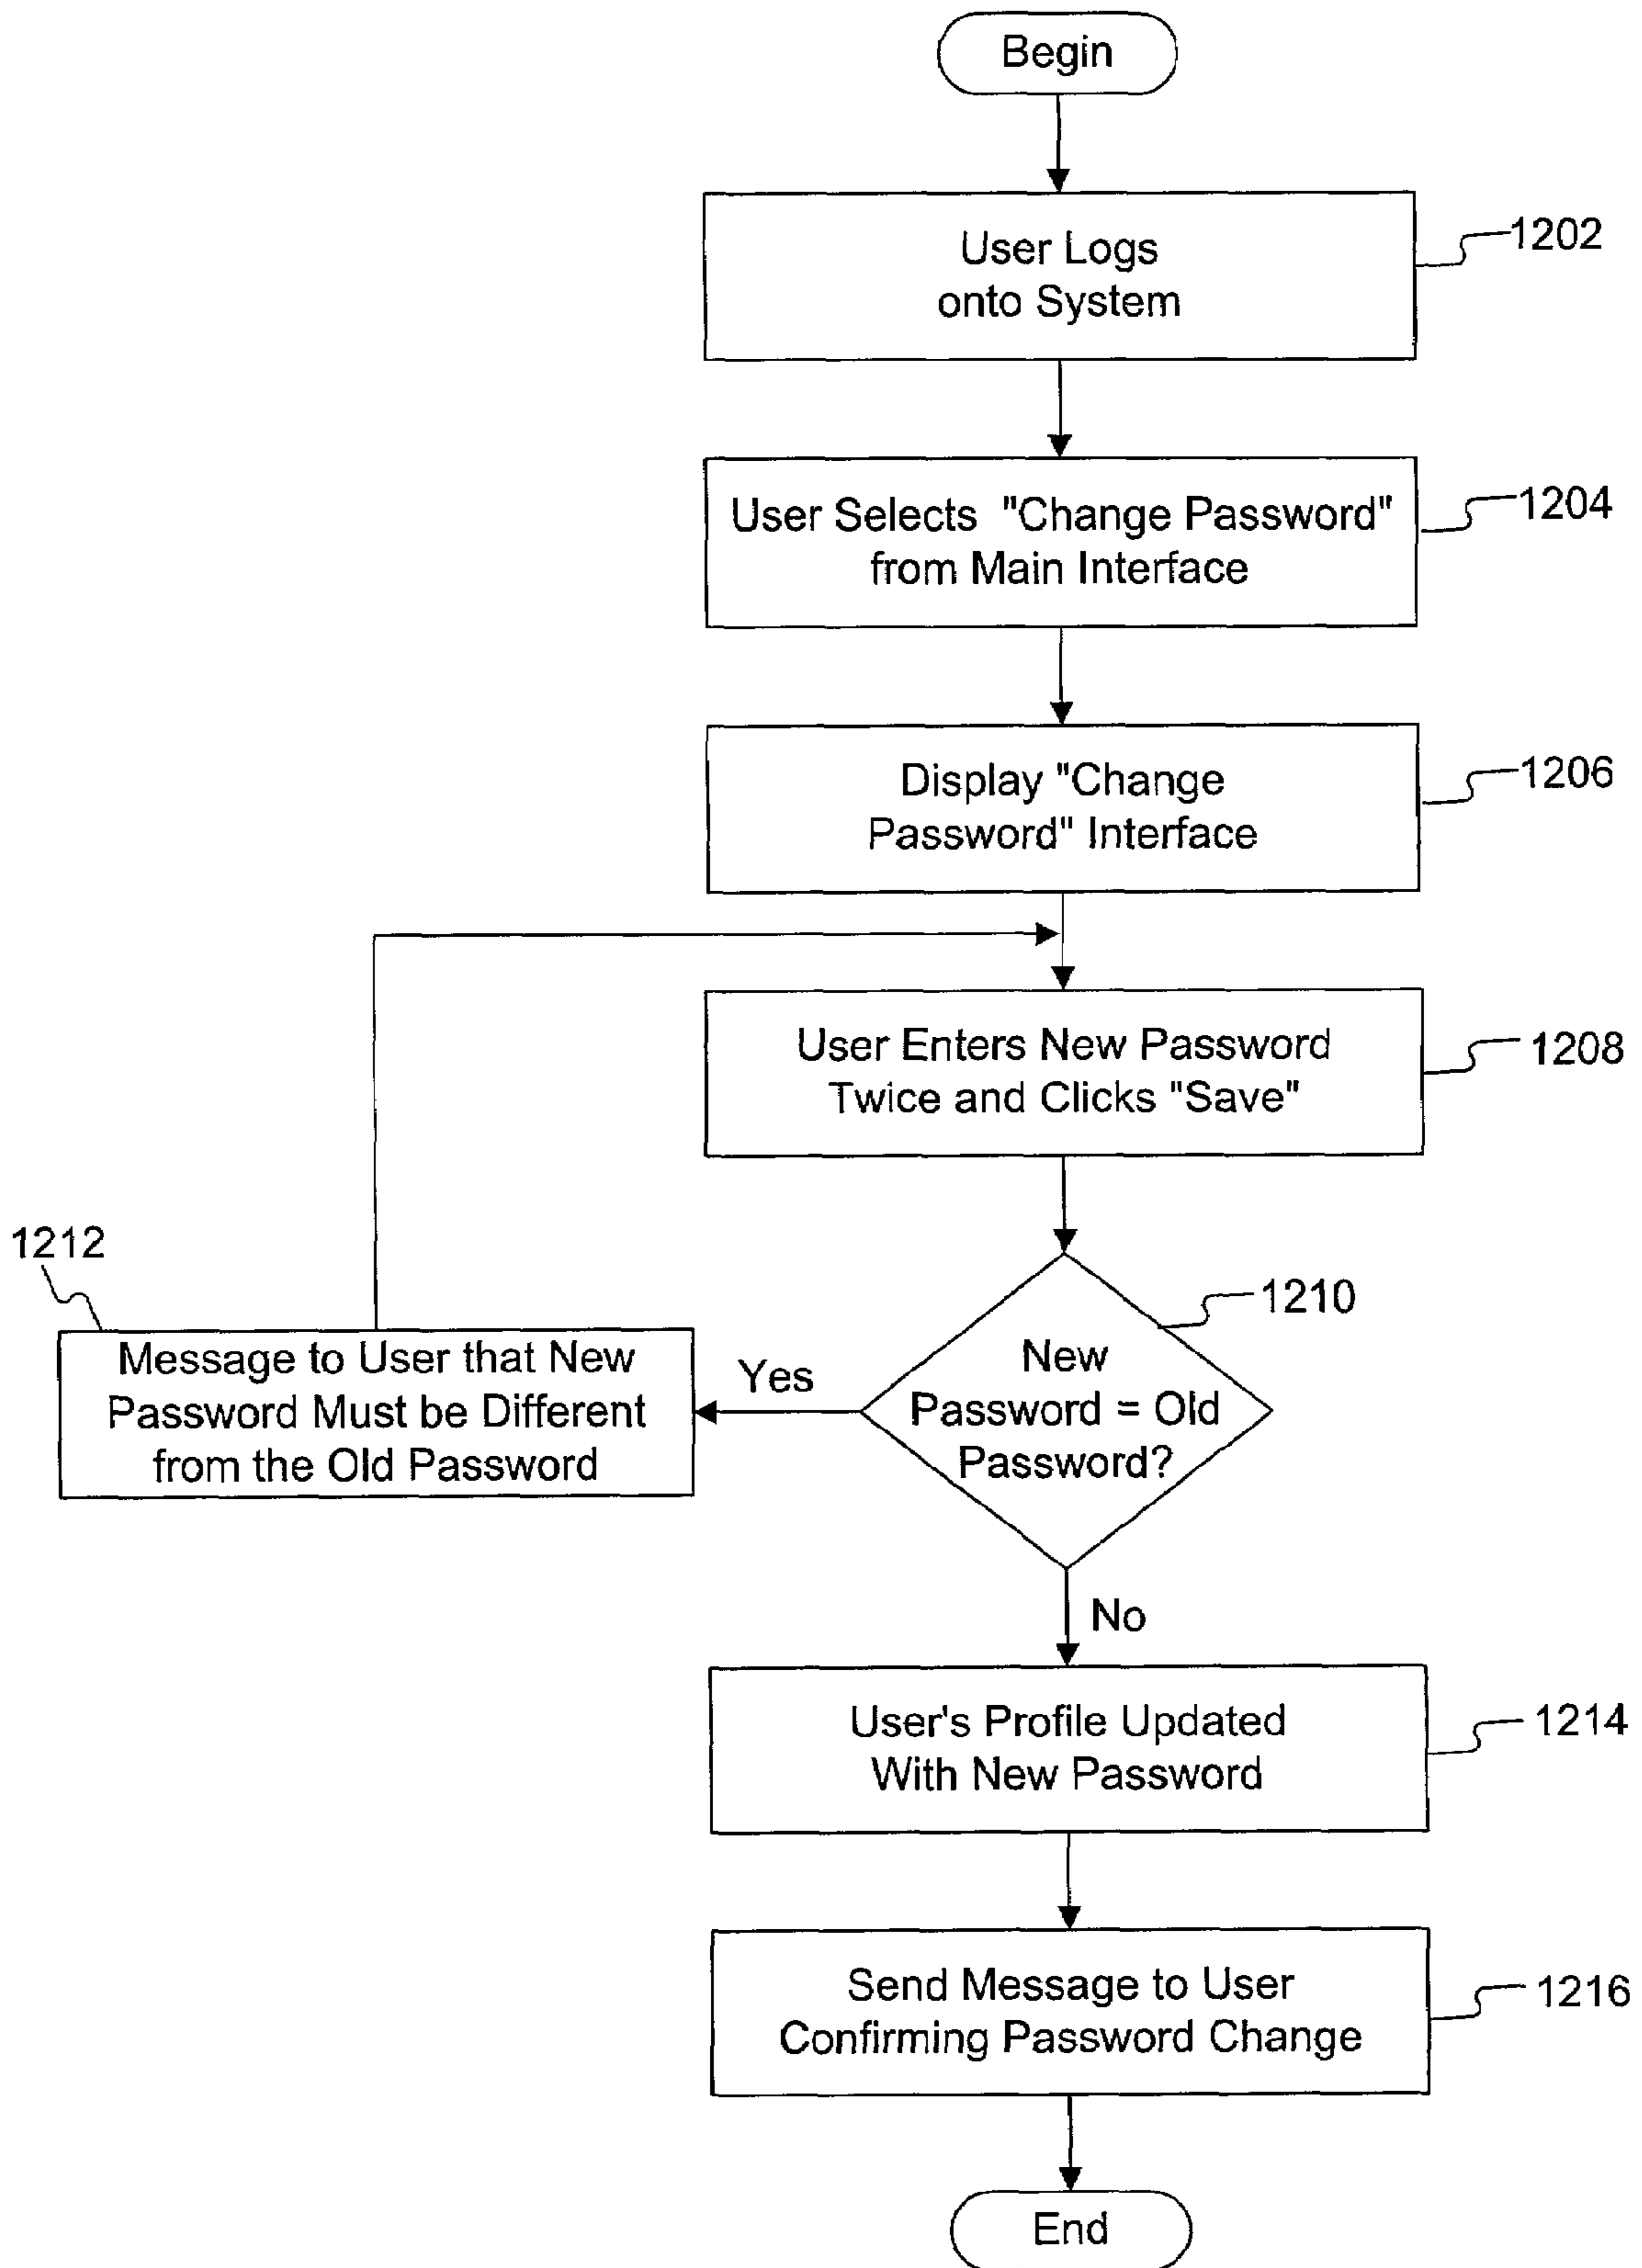 Begin
User Logs
onto System
1202
User Selects "Change Password"
from Main Interface
1204
Display "Change
Password" Interface
1206
User Enters New Password
Twice and Clicks "Save"
1208
New
Password = Old
Password?
1210
Yes
1212
Message to User that New
Password Must be Different
from the Old Password
No
User's Profile Updated
With New Password
1214
Send Message to User
Confirming Password Change
1216
End